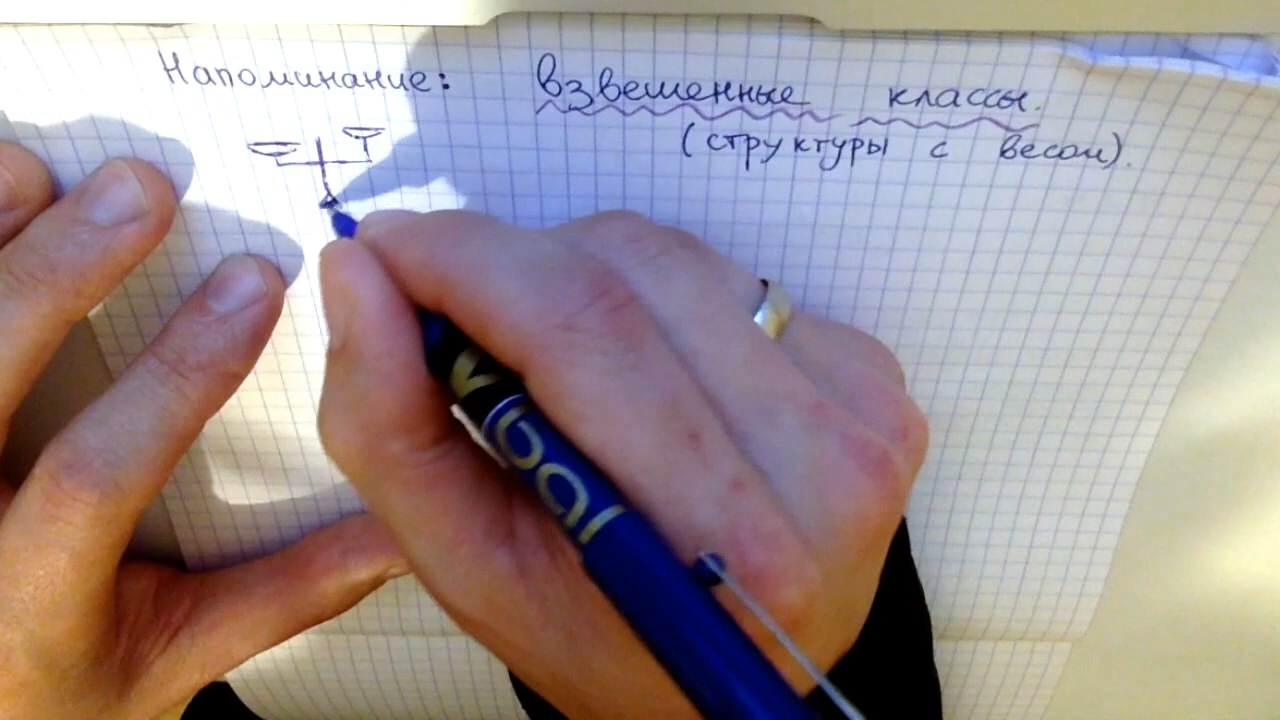 Напоминание: взвешенные классы.
(структуры с весом).